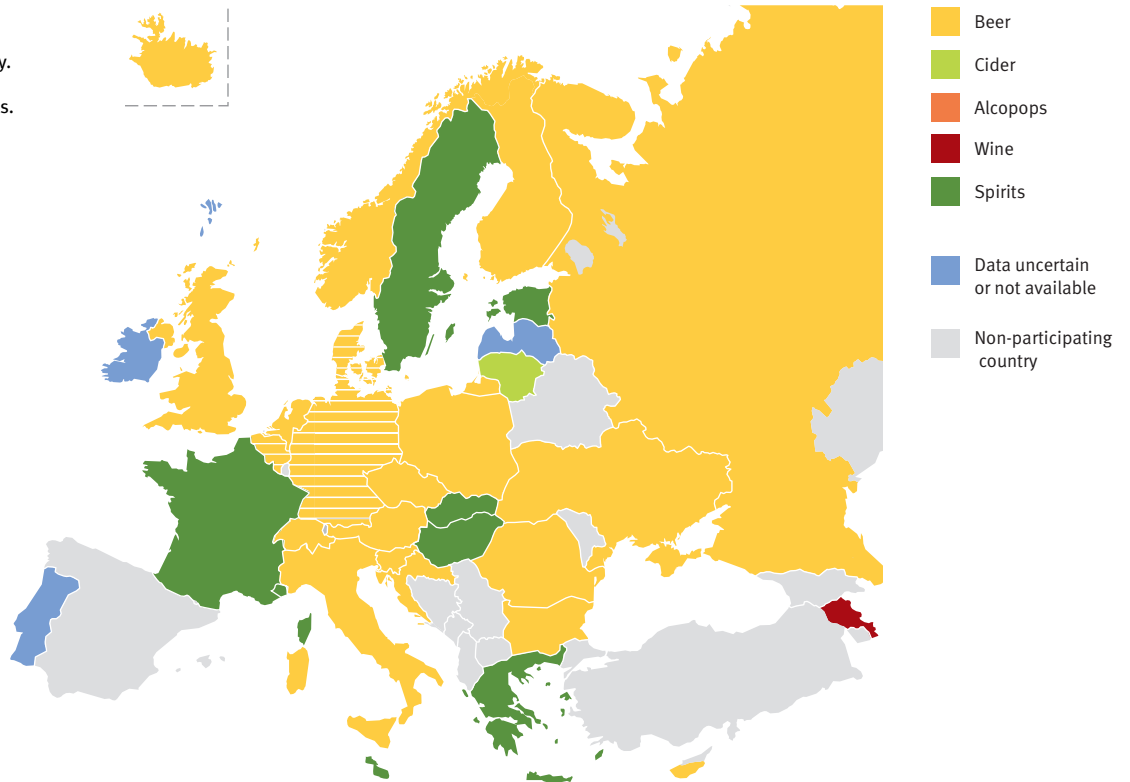 y.
s.
Beer
Cider
Alcopops
Wine
Spirits
Data uncertain
or not available
Non-participating
country